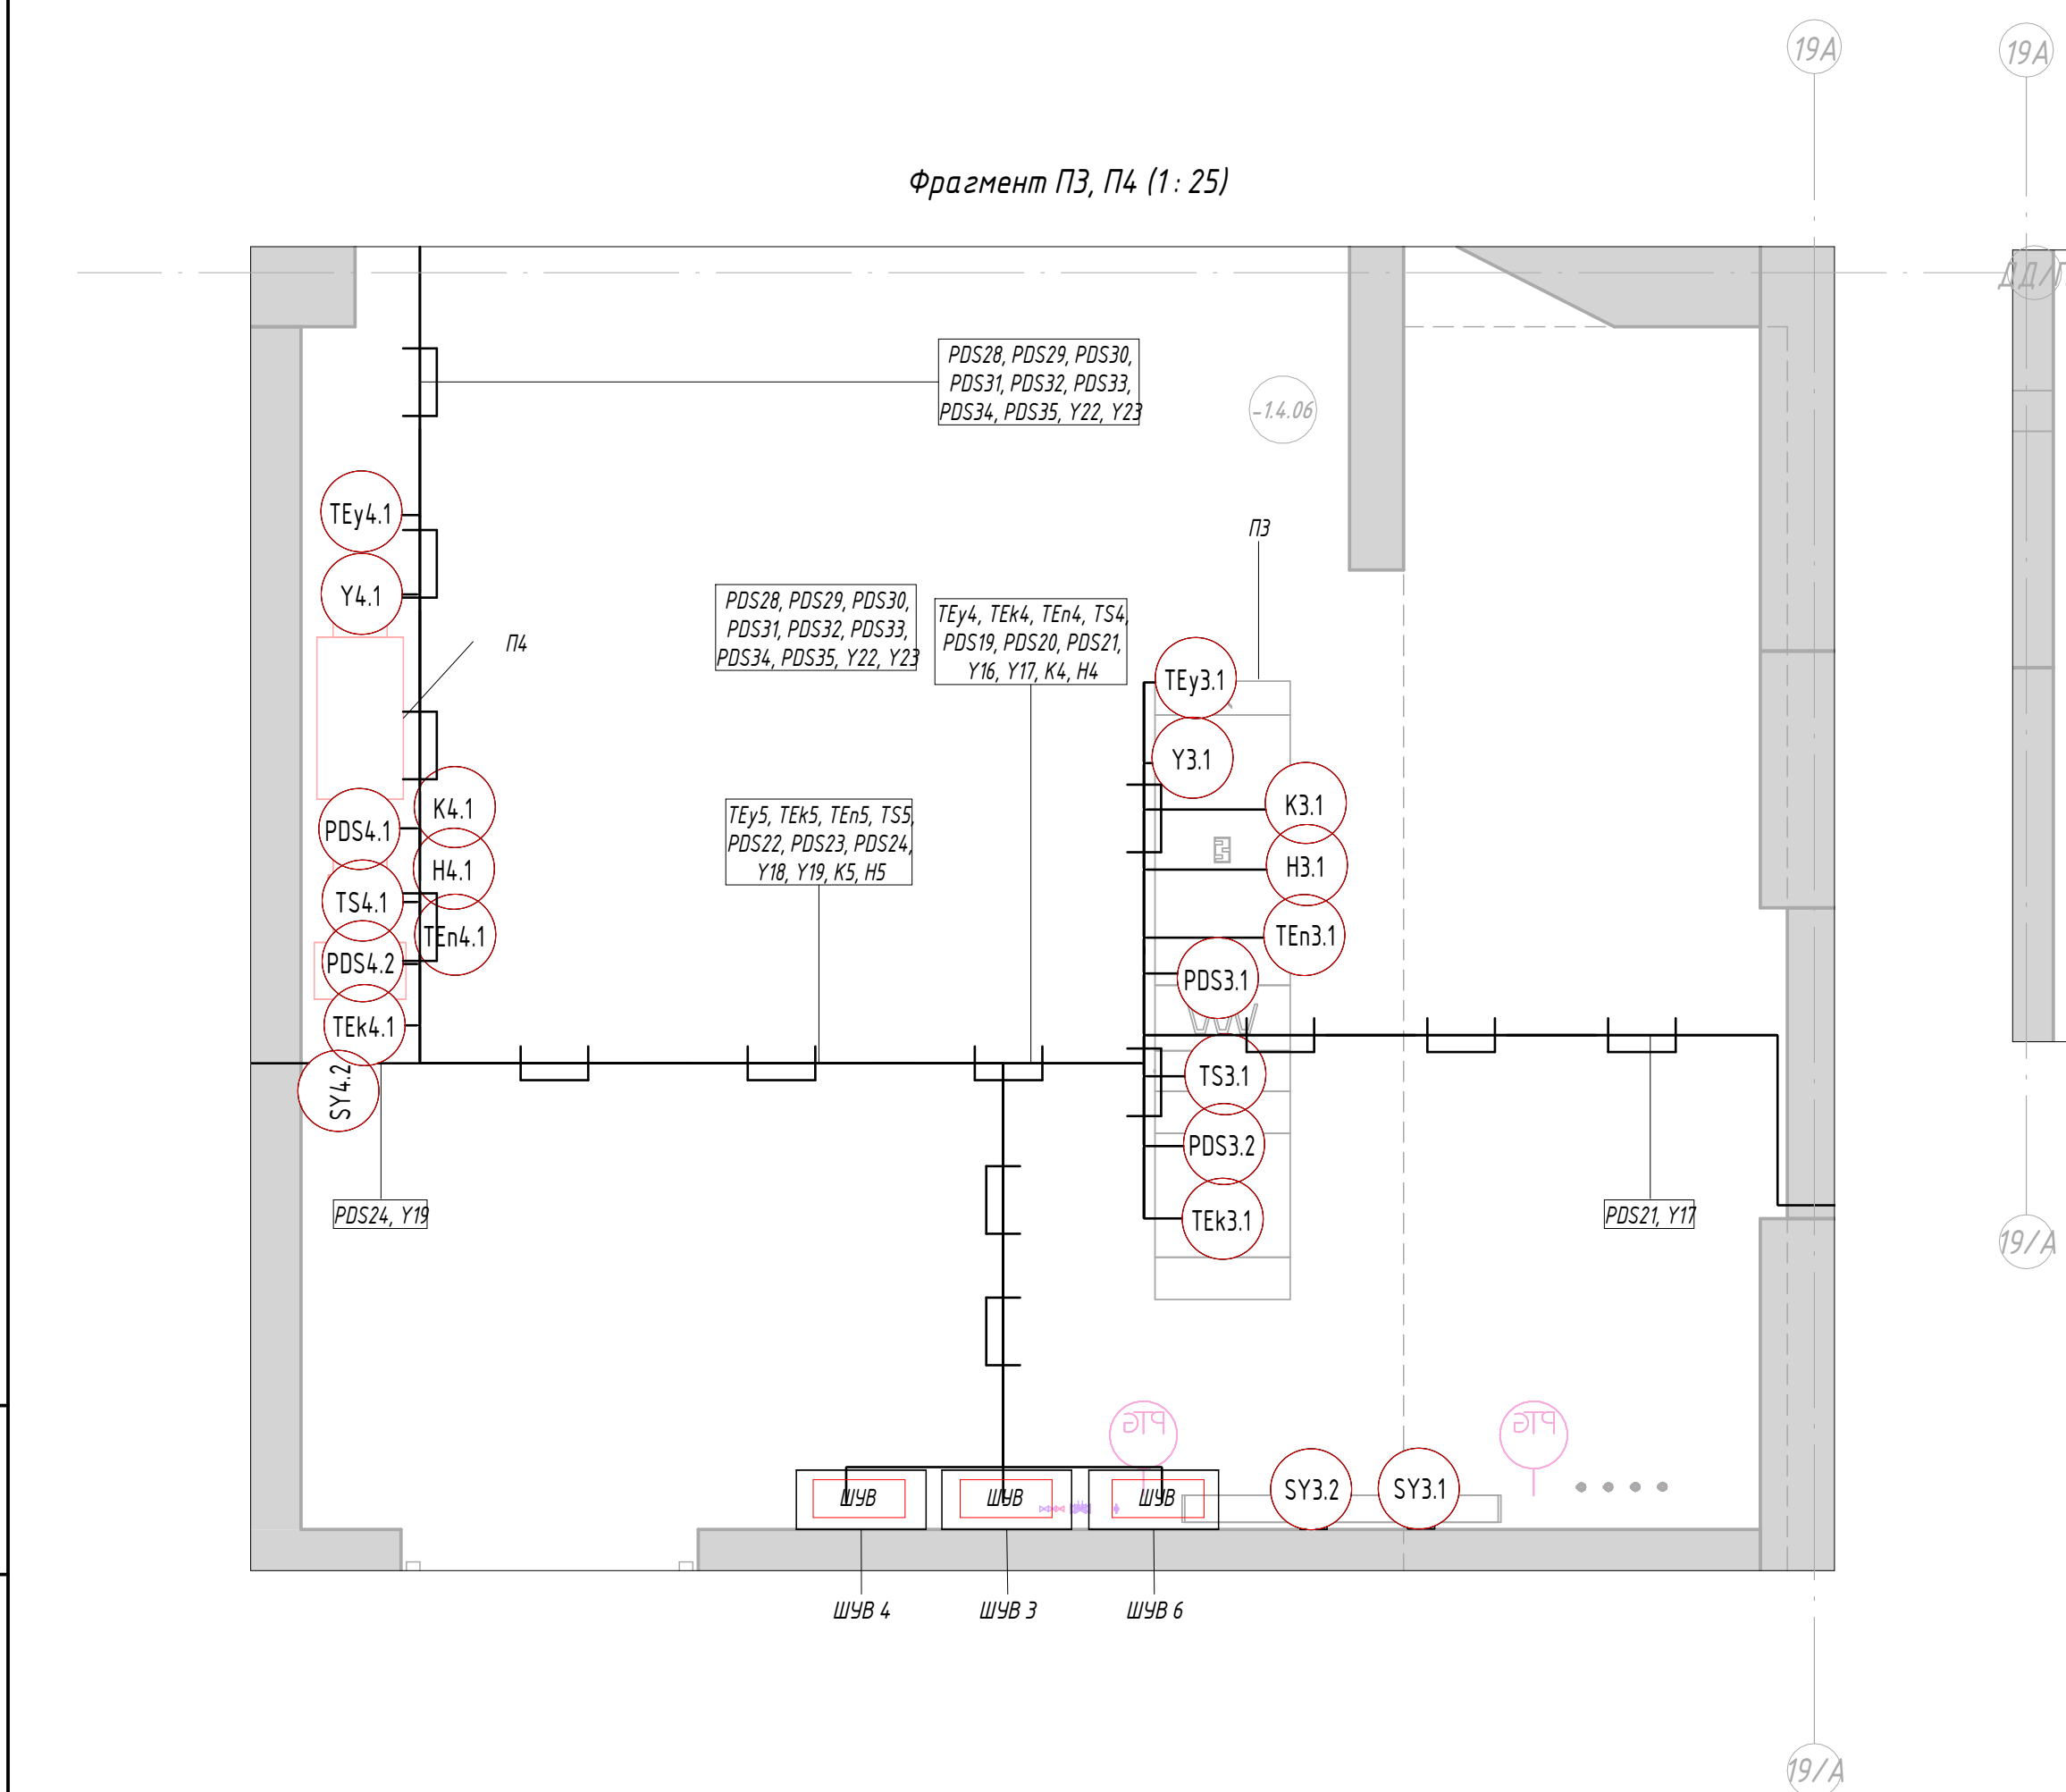 19А
19А
Фрагмент П3, П4 (1 : 25)
PDS28, PDS29, PDS30,
PDS31, PDS32, PDS33,
PDS34, PDS35, Y22, Y23
-1.4.06
TEy4.1
Y4.1
П4
PDS28, PDS29, PDS30,
PDS31, PDS32, PDS33,
PDS34, PDS35, Y22, Y23
TEy4, TEk4, TEn4, TS4,
PDS19, PDS20, PDS21,
Y16, Y17, K4, H4
П3
TEy3.1
Y3.1
K3.1
H3.1
TEn3.1
PDS3.1
TS3.1
PDS3.2
TEk3.1
K4.1
PDS4.1
H4.1
TS4.1
TEn4.1
PDS4.2
TEk4.1
SY4.2
TEy5, TEk5, TEn5, TS5,
PDS22, PDS23, PDS24,
Y18, Y19, K5, H5
PDS24, Y19
PDS21, Y17
19/А
PTG
PTG
SY3.2
SY3.1
ШУВ
ШУВ
ШУВ
ШУВ 4
ШУВ 3
ШУВ 6
19/А